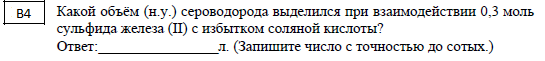 В4 Какой объём (н.у.) сероводорода выделился при взаимодействии 0,3 моль
сульфида железа (II) с избытком соляной кислоты?
Ответ:_________________л. (Запишите число с точностью до сотых.)